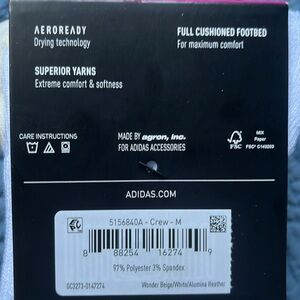 AEROREADY
Drying technology
FULL CUSHIONED FOOTBED
For maximum comfort
SUPERIOR YARNS
Extreme comfort & softness
CARE INSTRUCTIONS
MADE BY agron, inc.
FOR ADIDAS ACCESSORIES
FSC
MIX
Paper
ADIDAS.COM
5156840A - Crew - M
8 88254 16274 9
97% Polyester 3% Spandex
GC3273-0147274
Wonder Beige/White/Alumina Heather